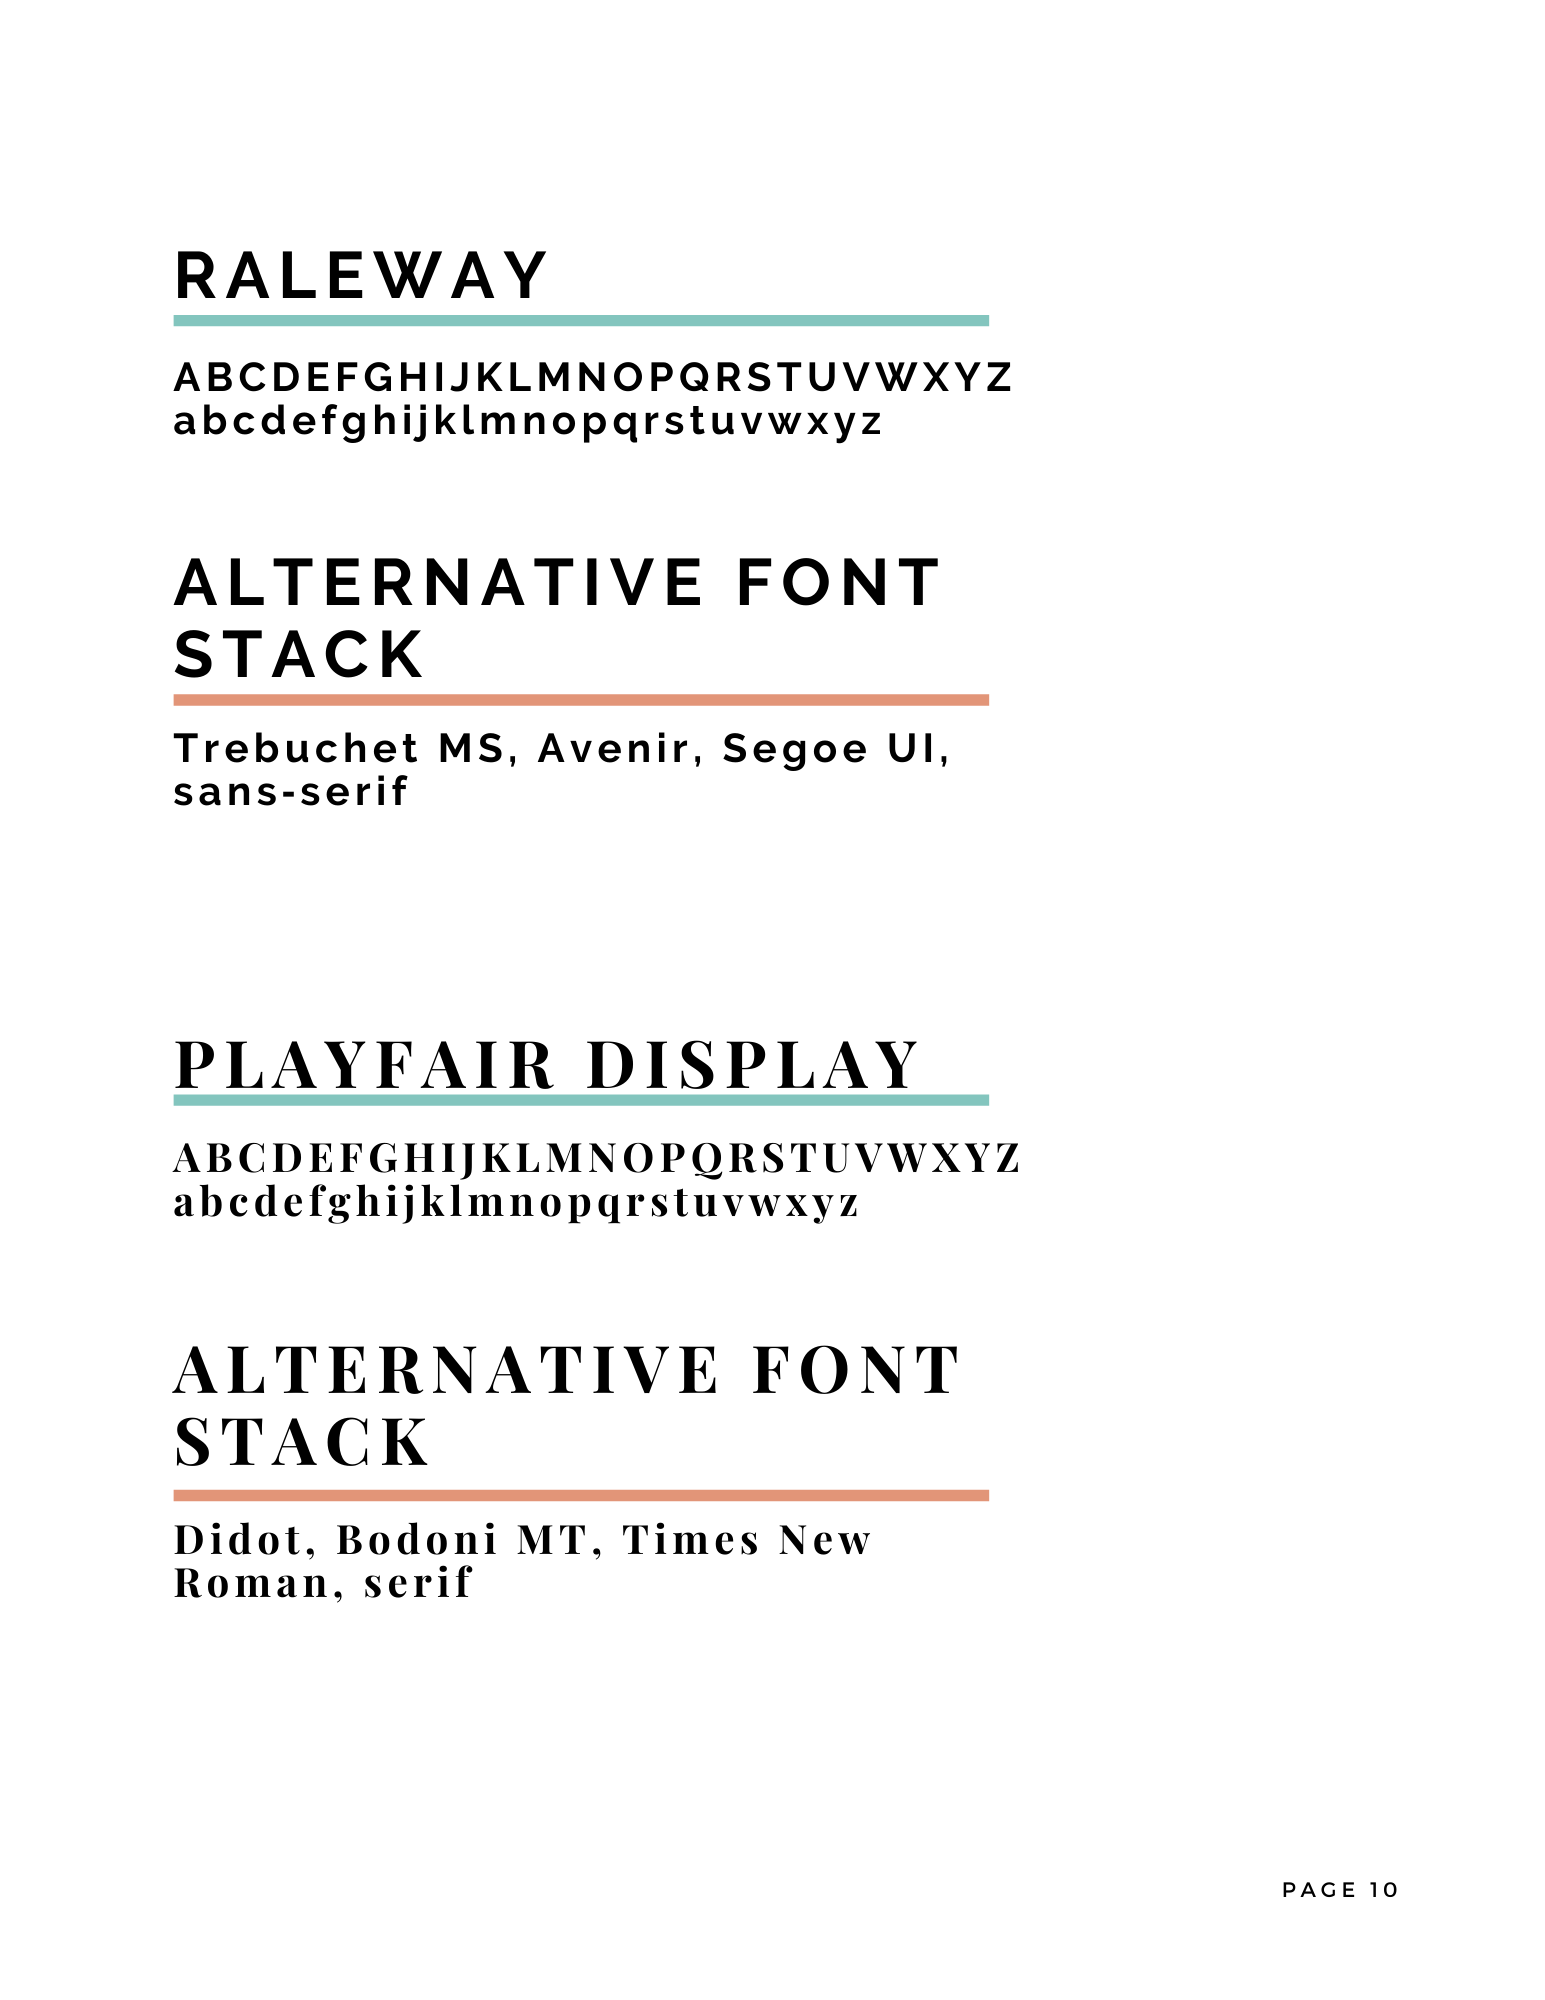 RALEWAY
ABCDEFGHIJKLMNOPQRSTUVWXYZ
abcdefghijklmnopqrstuvwxyz
ALTERNATIVE FONT
STACK
Trebuchet MS, Avenir, Segoe UI,
sans-serif
PLAYFAIR DISPLAY
ABCDEFGHIJKLMNOPQRSTUVWXYZ
abcdefghijklmnopqrstuvwxyz
ALTERNATIVE FONT
STACK
Didot, Bodoni MT, Times New
Roman, serif
PAGE 10